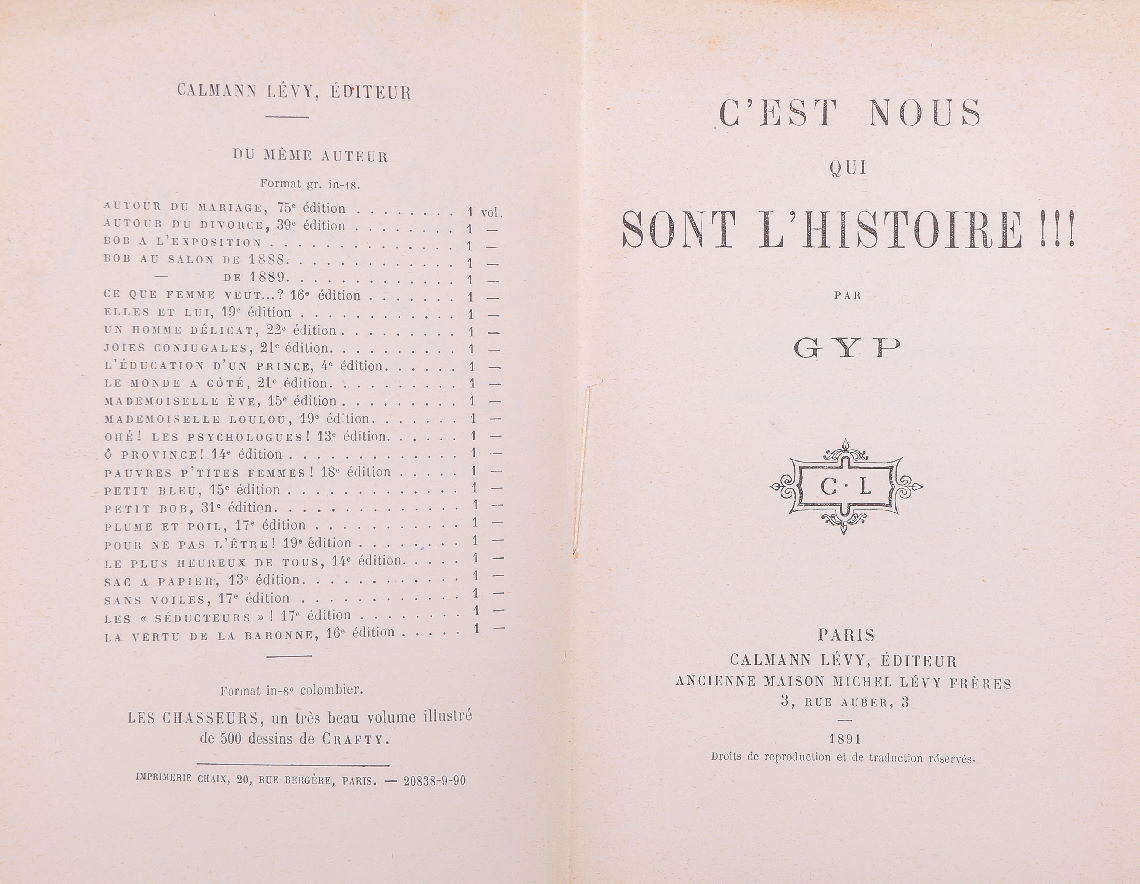 CALMANN LÉVY, ÉDITEUR
DU MÊME AUTEUR
Format gr. in-18.
AUTOUR DU MARIAGE, 75e édition . . . . . . . . 1 vol.
AUTOUR DU DIVORCE, 39e édition . . . . . . . . 1 —
BOB A L'EXPOSITION . . . . . . . . . . . . . . 1 —
BOB AU SALON DE 1888. . . . . . . . . . . . . 1 —
— DE 1889. . . . . . . . . . . . . 1 —
CE QUE FEMME VEUT...? 16e édition . . . . . . . 1 —
ELLES ET LUI, 19e édition . . . . . . . . . . . . 1 —
UN HOMME DÉLICAT, 22e édition . . . . . . . . . 1 —
JOIES CONJUGALES, 21e édition. . . . . . . . . . 1 —
L'ÉDUCATION D'UN PRINCE, 4e édition. . . . . . 1 —
LE MONDE A CÔTÉ, 21e édition. . . . . . . . . . 1 —
MADEMOISELLE ÈVE, 15e édition . . . . . . . . . 1 —
MADEMOISELLE LOULOU, 19e édition. . . . . . . 1 —
OHÉ! LES PSYCHOLOGUES! 13e édition. . . . . . 1 —
Ô PROVINCE! 14e édition . . . . . . . . . . . . . 1 —
PAUVRES P'TITES FEMMES! 18e édition . . . . . 1 —
PETIT BLEU, 15e édition . . . . . . . . . . . . . 1 —
PETIT BOB, 31e édition. . . . . . . . . . . . . . 1 —
PLUME ET POIL, 17e édition . . . . . . . . . . . 1 —
POUR NE PAS L'ÊTRE! 19e édition . . . . . . . . 1 —
LE PLUS HEUREUX DE TOUS, 14e édition. . . . . 1 —
SAC A PAPIER, 13e édition. . . . . . . . . . . . 1 —
SANS VOILES, 17e édition . . . . . . . . . . . . 1 —
LES « SÉDUCTEURS »! 17e édition . . . . . . . . 1 —
LA VERTU DE LA BARONNE, 16e édition . . . . . 1 —
Format in-8o colombier.
LES CHASSEURS, un très beau volume illustré
de 500 dessins de CRAFTY.
IMPRIMERIE CHAIX, 20, RUE BERGÈRE, PARIS. — 20838-9-90
C'EST NOUS
QUI
SONT L'HISTOIRE!!!
PAR
GYP
C · L
PARIS
CALMANN LÉVY, ÉDITEUR
ANCIENNE MAISON MICHEL LÉVY FRÈRES
3, RUE AUBER, 3
1891
Droits de reproduction et de traduction réservés.